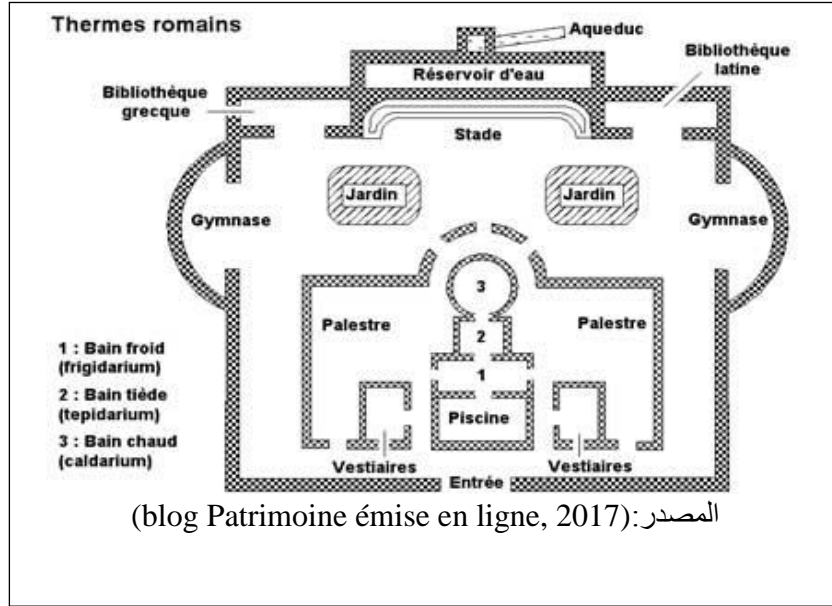 Thermes romains
Aqueduc
Bibliothèque
latine
Réservoir d'eau
Bibliothèque
grecque
Stade
Jardin
Jardin
Gymnase
Gymnase
3
Palestre
Palestre
2
1 : Bain froid
(frigidarium)
1
2 : Bain tiède
(tepidarium)
Piscine
3 : Bain chaud
(caldarium)
Vestiaires
Entrée
Vestiaires
المصدر:(blog Patrimoine émise en ligne, 2017)